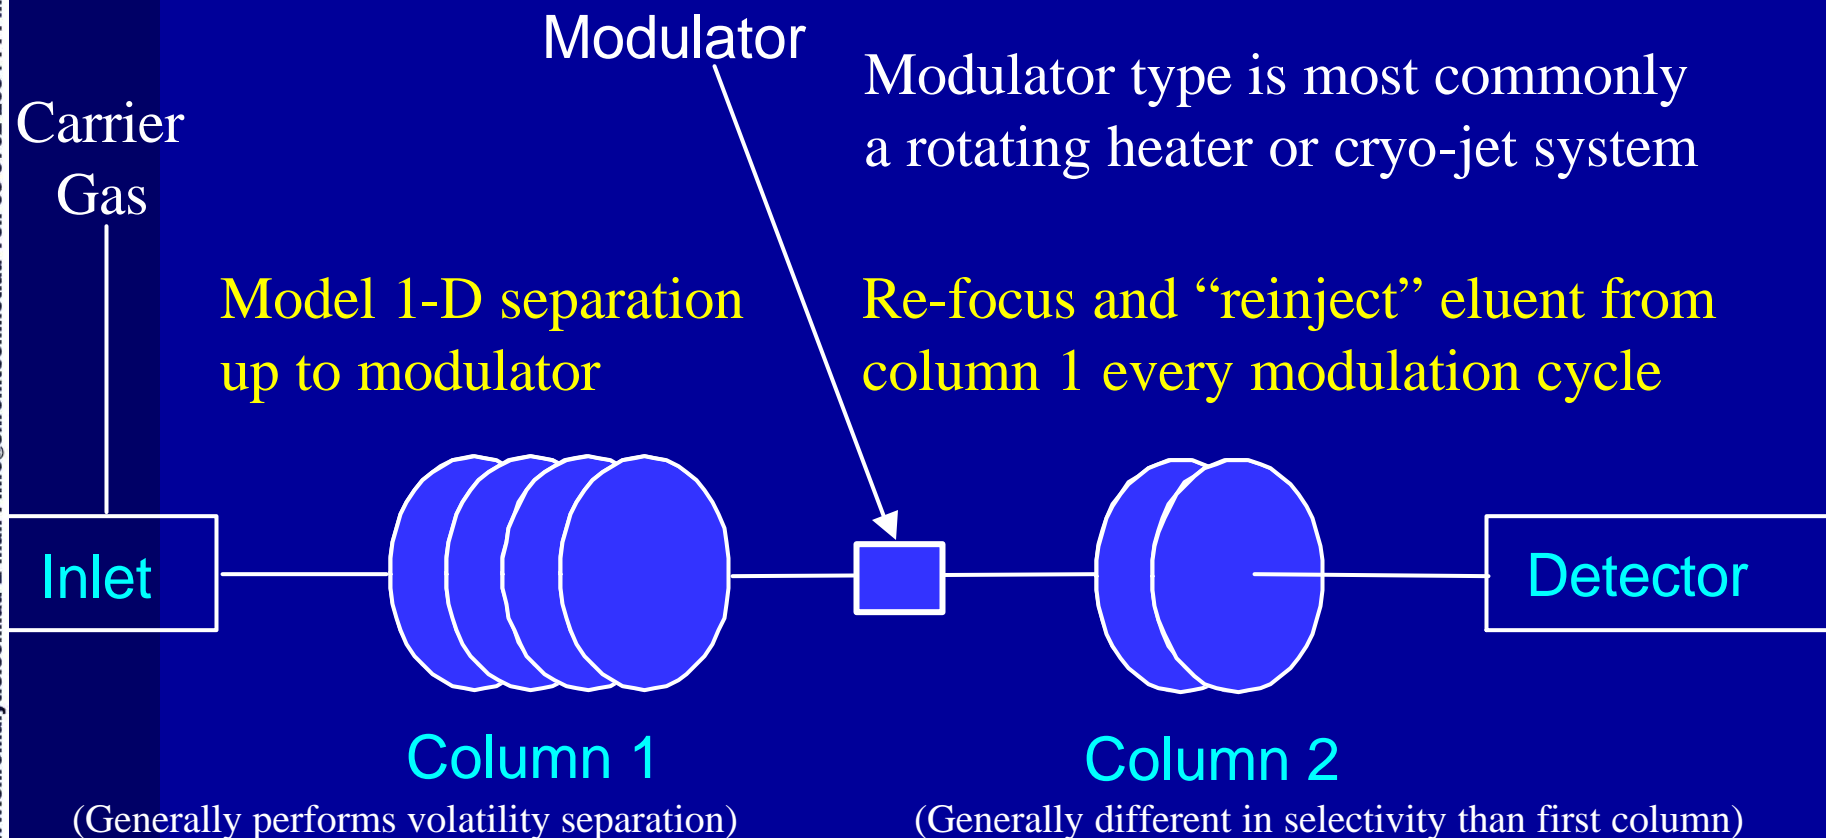 Modulator
Modulator type is most commonly
a rotating heater or cryo-jet system
Carrier
Gas
Model 1-D separation
up to modulator
Re-focus and “reinject” eluent from
column 1 every modulation cycle
Inlet
Detector
Column 1
(Generally performs volatility separation)
Column 2
(Generally different in selectivity than first column)